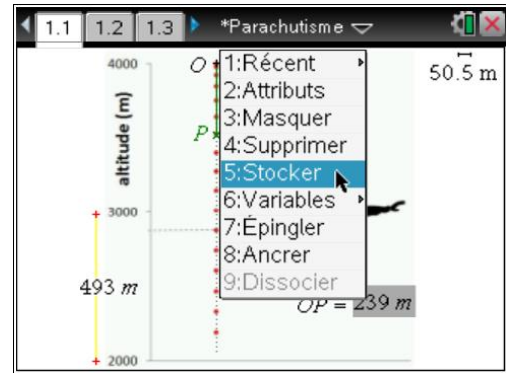 1.1 1.2 1.3 *Parachutisme
4000
altitude (m)
3000
2000
O
P
493 m
50.5 m
1:Récent
2:Attributs
3:Masquer
4:Supprimer
5:Stocker
6:Variables
7:Épingler
8:Ancrer
9:Dissocier
OP = 239 m